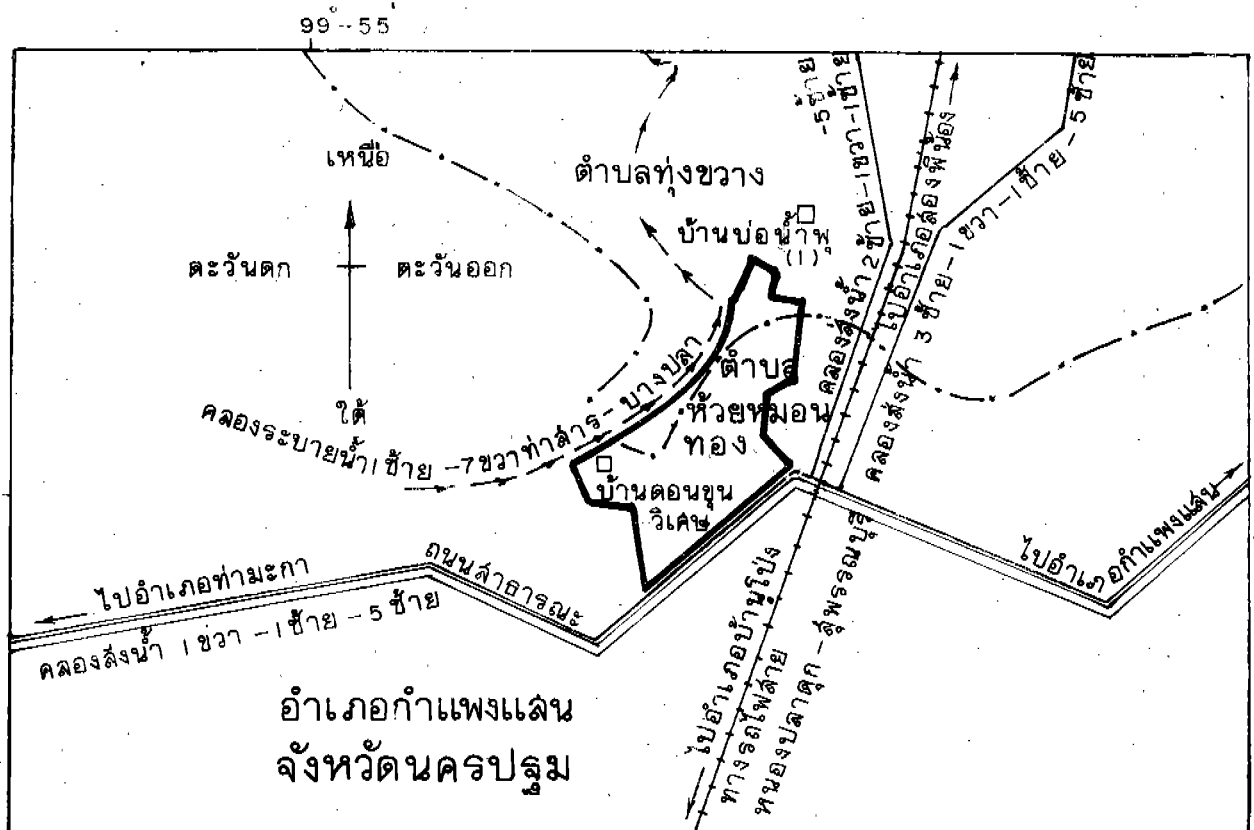 99°-55'
เหนือ
ตะวันตก
ตะวันออก
ใต้
ตำบลทุ่งขวาง
บ้านบ่อน้ำพุ
(1)
คลองส่งน้ำ 2 ซ้าย-1ขวา-1ซ้าย
-5ซ้าย
ไปอำเภอสองพี่น้อง
คลองส่งน้ำ 3 ซ้าย-1ขวา-1ซ้าย-5ซ้าย
คลองระบายน้ำ1ซ้าย-7ขวาท่าสาร-บางปลา
ตำบล
ห้วยหมอน
ทอง
บ้านดอนขุน
วิเศษ
ไปอำเภอท่ามะกา
ถนนสาธารณะ
คลองส่งน้ำ 1ขวา-1ซ้าย-5ซ้าย
ไปอำเภอกำแพงแสน
ไปอำเภอบ้านโป่ง
ทางรถไฟสาย
หนองปลาดุก-สุพรรณบุรี
อำเภอกำแพงแสน
จังหวัดนครปฐม